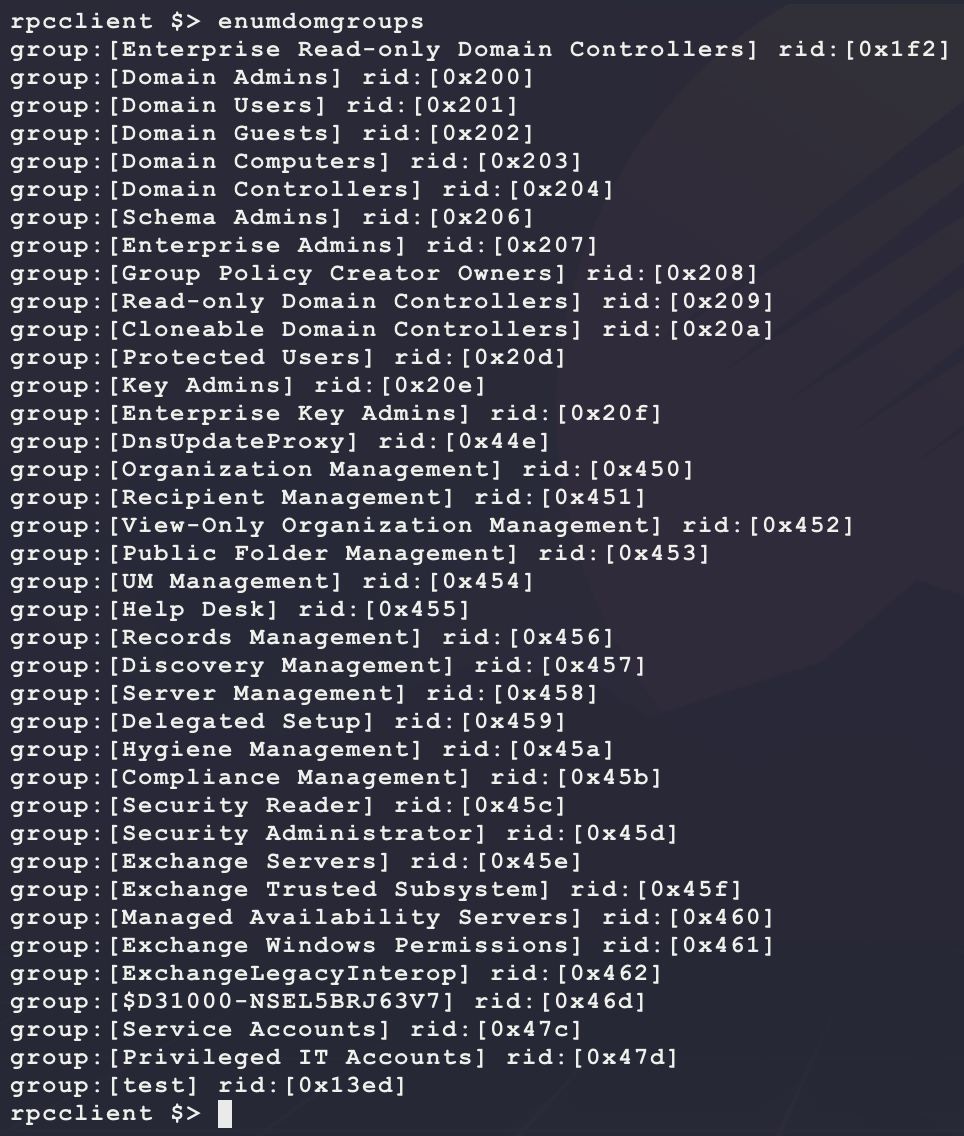 rpcclient $> enumdomgroups
group:[Enterprise Read-only Domain Controllers] rid:[0x1f2]
group:[Domain Admins] rid:[0x200]
group:[Domain Users] rid:[0x201]
group:[Domain Guests] rid:[0x202]
group:[Domain Computers] rid:[0x203]
group:[Domain Controllers] rid:[0x204]
group:[Schema Admins] rid:[0x206]
group:[Enterprise Admins] rid:[0x207]
group:[Group Policy Creator Owners] rid:[0x208]
group:[Read-only Domain Controllers] rid:[0x209]
group:[Cloneable Domain Controllers] rid:[0x20a]
group:[Protected Users] rid:[0x20d]
group:[Key Admins] rid:[0x20e]
group:[Enterprise Key Admins] rid:[0x20f]
group:[DnsUpdateProxy] rid:[0x44e]
group:[Organization Management] rid:[0x450]
group:[Recipient Management] rid:[0x451]
group:[View-Only Organization Management] rid:[0x452]
group:[Public Folder Management] rid:[0x453]
group:[UM Management] rid:[0x454]
group:[Help Desk] rid:[0x455]
group:[Records Management] rid:[0x456]
group:[Discovery Management] rid:[0x457]
group:[Server Management] rid:[0x458]
group:[Delegated Setup] rid:[0x459]
group:[Hygiene Management] rid:[0x45a]
group:[Compliance Management] rid:[0x45b]
group:[Security Reader] rid:[0x45c]
group:[Security Administrator] rid:[0x45d]
group:[Exchange Servers] rid:[0x45e]
group:[Exchange Trusted Subsystem] rid:[0x45f]
group:[Managed Availability Servers] rid:[0x460]
group:[Exchange Windows Permissions] rid:[0x461]
group:[ExchangeLegacyInterop] rid:[0x462]
group:[$D31000-NSEL5BRJ63V7] rid:[0x46d]
group:[Service Accounts] rid:[0x47c]
group:[Privileged IT Accounts] rid:[0x47d]
group:[test] rid:[0x13ed]
rpcclient $>